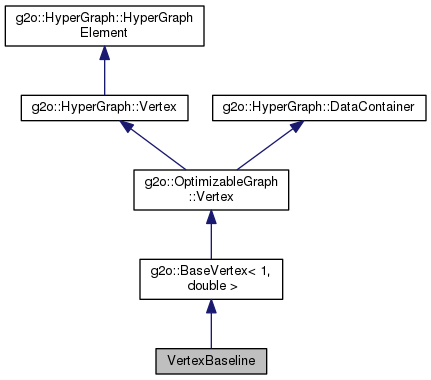 g2o::HyperGraph::HyperGraph
Element
g2o::HyperGraph::Vertex
g2o::HyperGraph::DataContainer
g2o::OptimizableGraph
::Vertex
g2o::BaseVertex< 1,
double >
VertexBaseline